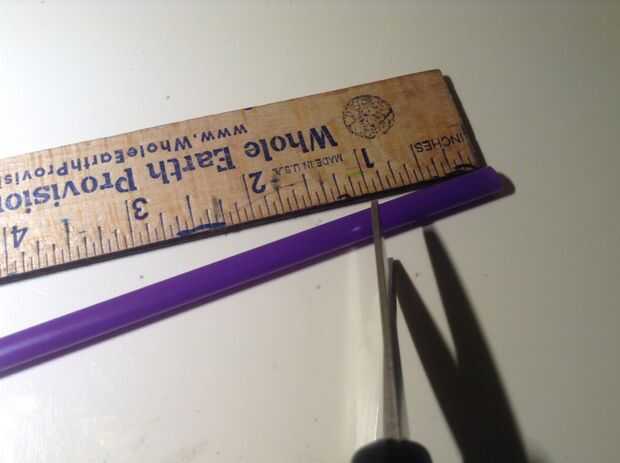 INCHES
1 2 3 4
MADE IN U.S.A.
Whole Earth Provision
www.WholeEarthProvisi